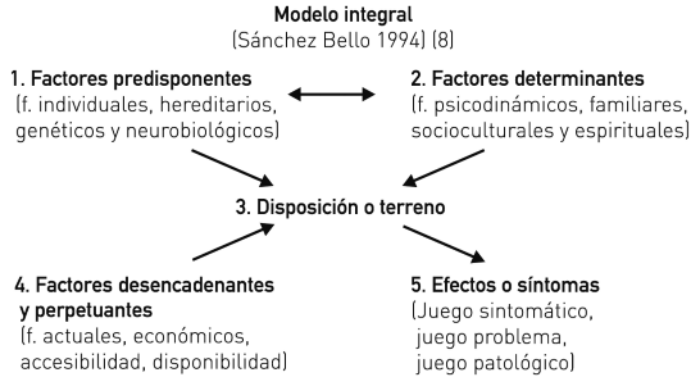 Modelo integral
(Sánchez Bello 1994) (8)
1. Factores predisponentes
(f. individuales, hereditarios,
genéticos y neurobiológicos)
2. Factores determinantes
(f. psicodinámicos, familiares,
socioculturales y espirituales)
3. Disposición o terreno
4. Factores desencadenantes
y perpetuantes
(f. actuales, económicos,
accesibilidad, disponibilidad)
5. Efectos o síntomas
(Juego sintomático,
juego problema,
juego patológico)